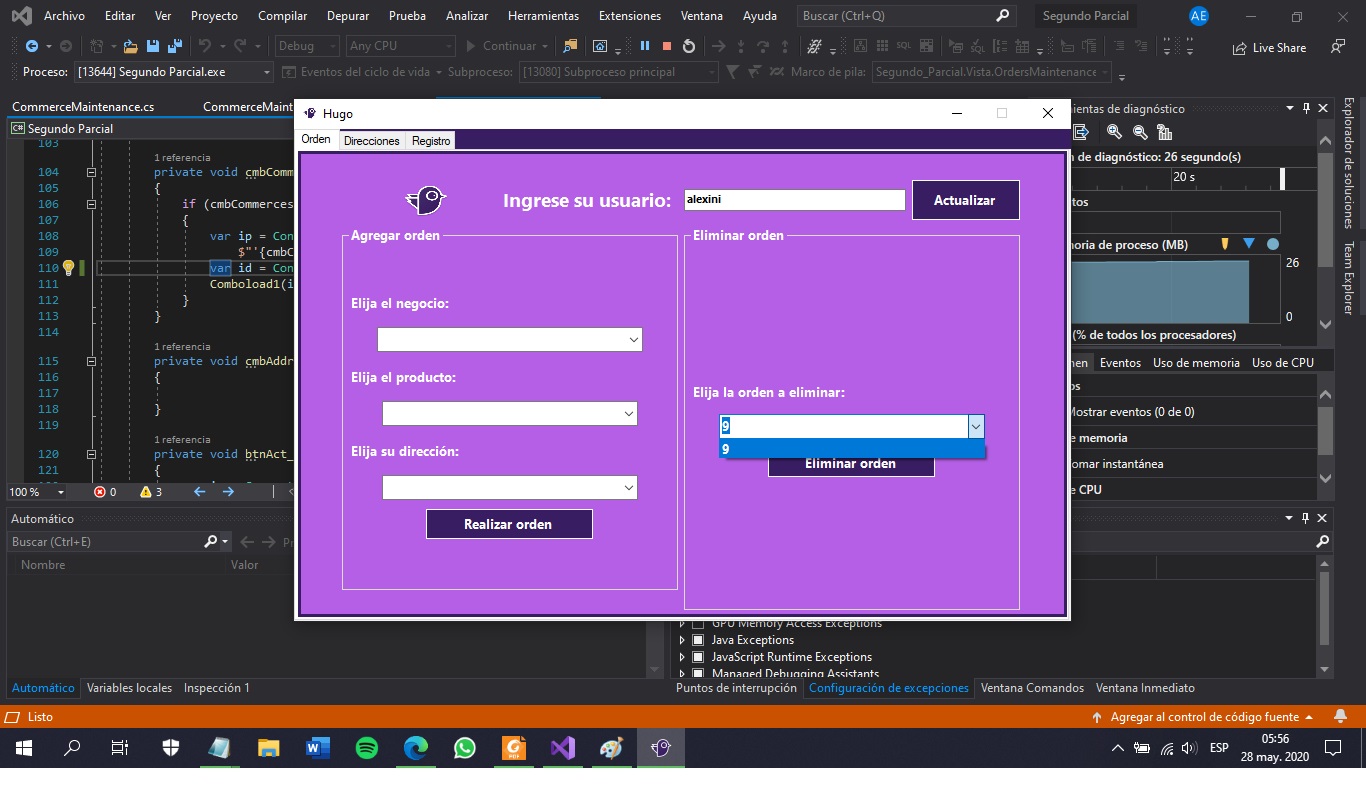 Archivo Editar Ver Proyecto Compilar Depurar Prueba Analizar Herramientas Extensiones Ventana Ayuda Buscar (Ctrl+Q) Segundo Parcial AE
Debug Any CPU Continuar SQL Live Share
Proceso: [13644] Segundo Parcial.exe Eventos del ciclo de vida Subproceso: [13080] Subproceso principal Marco de pila: Segundo_Parcial.Vista.OrdersMaintenance
CommerceMaintenance.cs CommerceMaint
Segundo Parcial
103
1 referencia
104 private void cmbComm
105 {
106 if (cmbCommerces
107 {
108 var ip = Con
109 $"'{cmbC
110 var id = Con
111 Comboload1(i
112 }
113 }
114
1 referencia
115 private void cmbAddr
116 {
117
118 }
119
1 referencia
120 private void btnAct_
121 {
100 % 0 3
Hugo
Orden Direcciones Registro
Ingrese su usuario: alexini Actualizar
Agregar orden
Elija el negocio:
Elija el producto:
Elija su dirección:
Realizar orden
Eliminar orden
Elija la orden a eliminar:
9
9
Eliminar orden
ientas de diagnóstico
n de diagnóstico: 26 segundo(s)
20 s
tos
noria de proceso (MB)
26
0
(% de todos los procesadores)
nen Eventos Uso de memoria Uso de CPU
os
Mostrar eventos (0 de 0)
e memoria
omar instantánea
e CPU
Explorador de soluciones
Team Explorer
Automático
Buscar (Ctrl+E)
Nombre Valor
GPU Memory Access Exceptions
Java Exceptions
JavaScript Runtime Exceptions
Managed Debugging Assistants
Automático Variables locales Inspección 1
Puntos de interrupción Configuración de excepciones Ventana Comandos Ventana Inmediato
Listo Agregar al control de código fuente
ESP 05:56
28 may. 2020